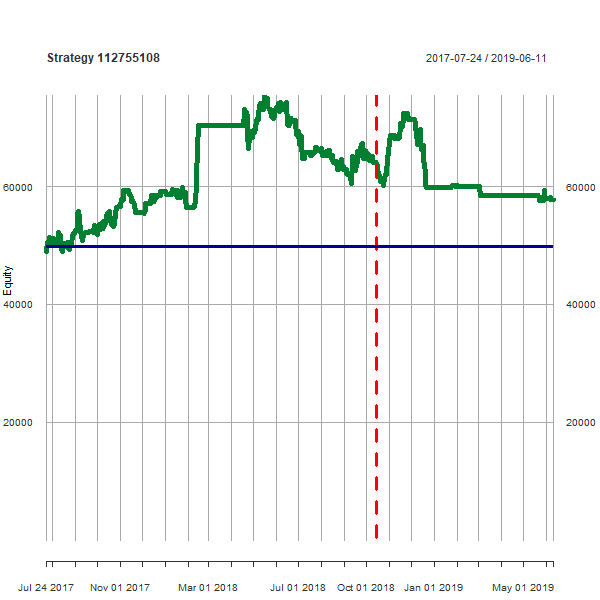 Strategy 112755108
2017-07-24 / 2019-06-11
60000
60000
Equity
40000
40000
20000
20000
Jul 24 2017
Nov 01 2017
Mar 01 2018
Jul 01 2018
Oct 01 2018
Jan 01 2019
May 01 2019